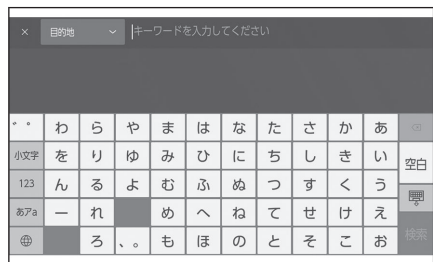 × 目的地 キーワードを入力してください
゛゜ わ ら や ま は な た さ か あ
小文字 を り ゆ み ひ に ち し き い 空白
123 ん る よ む ふ ぬ つ す く う
あアa ー れ め へ ね て せ け え
ろ 、。 も ほ の と そ こ お 検索